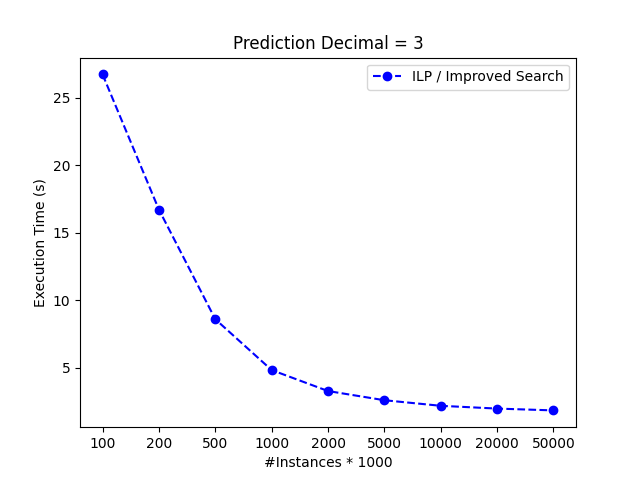 Prediction Decimal = 3
ILP / Improved Search
Execution Time (s)
25
20
15
10
5
100 200 500 1000 2000 5000 10000 20000 50000
#Instances * 1000